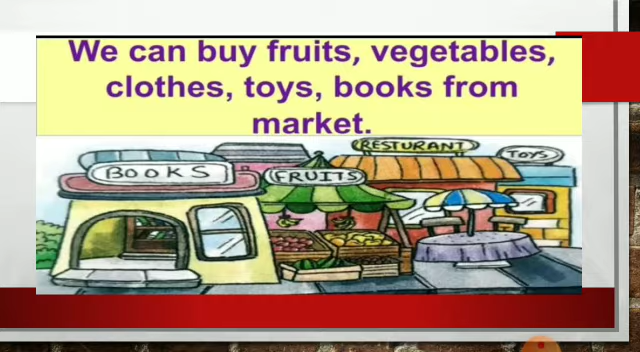 We can buy fruits, vegetables,
clothes, toys, books from
market.
BOOKS
FRUITS
RESTURANT
TOYS